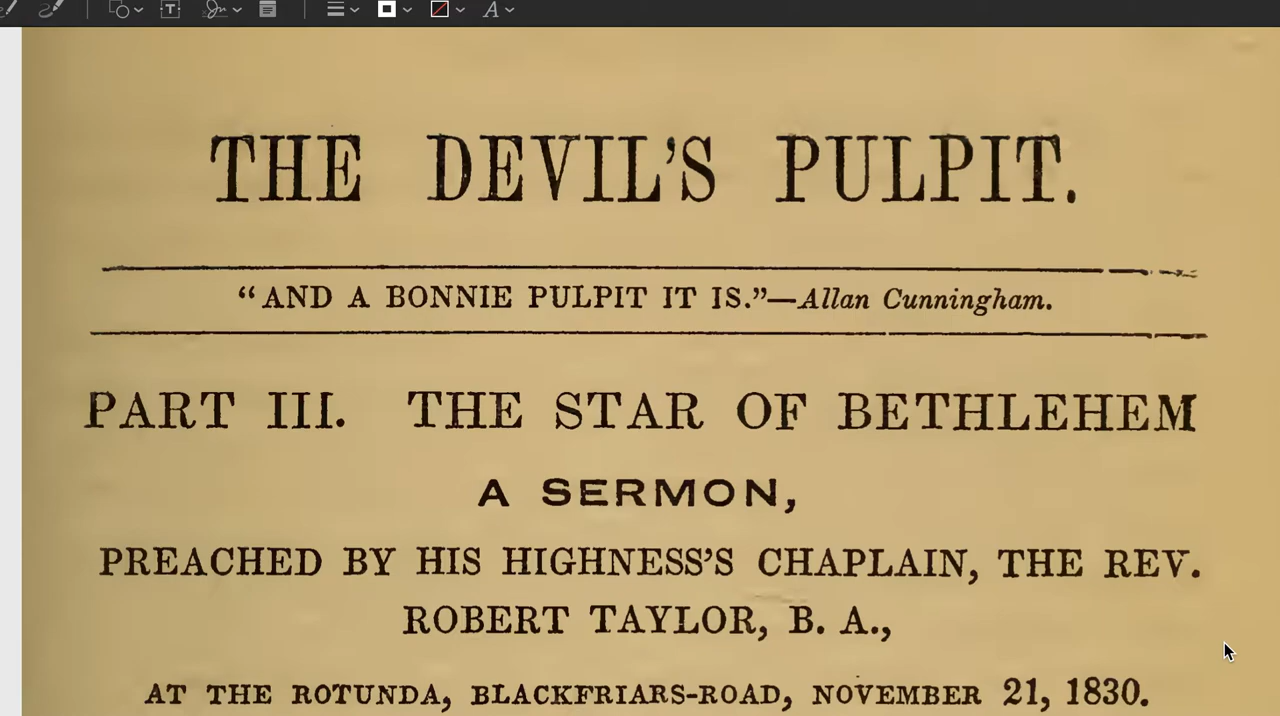 THE DEVIL'S PULPIT.
“AND A BONNIE PULPIT IT IS.”—Allan Cunningham.
PART III. THE STAR OF BETHLEHEM
A SERMON,
PREACHED BY HIS HIGHNESS'S CHAPLAIN, THE REV.
ROBERT TAYLOR, B. A.,
AT THE ROTUNDA, BLACKFRIARS-ROAD, NOVEMBER 21, 1830.